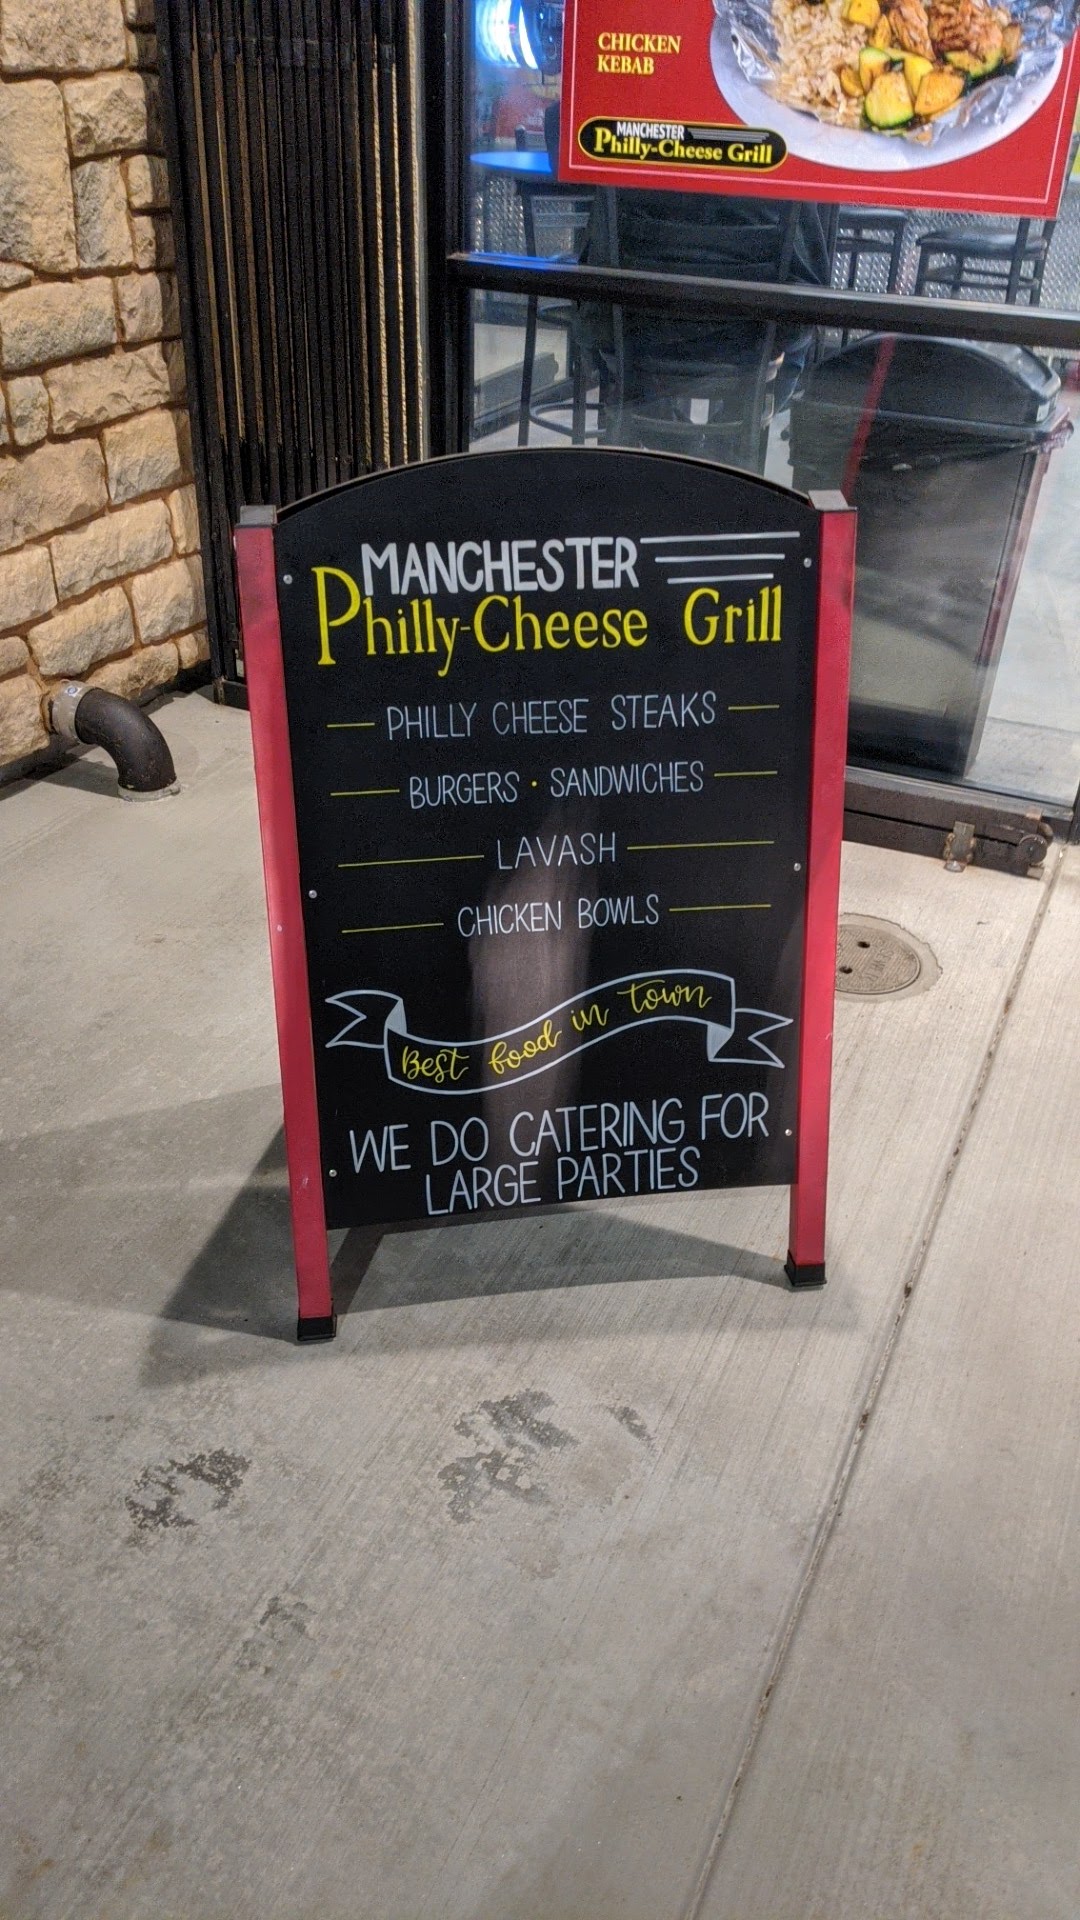 CHICKEN
KEBAB
MANCHESTER
Philly-Cheese Grill
MANCHESTER
Philly-Cheese Grill
PHILLY CHEESE STEAKS
BURGERS · SANDWICHES
LAVASH
CHICKEN BOWLS
Best food in town
WE DO CATERING FOR
LARGE PARTIES